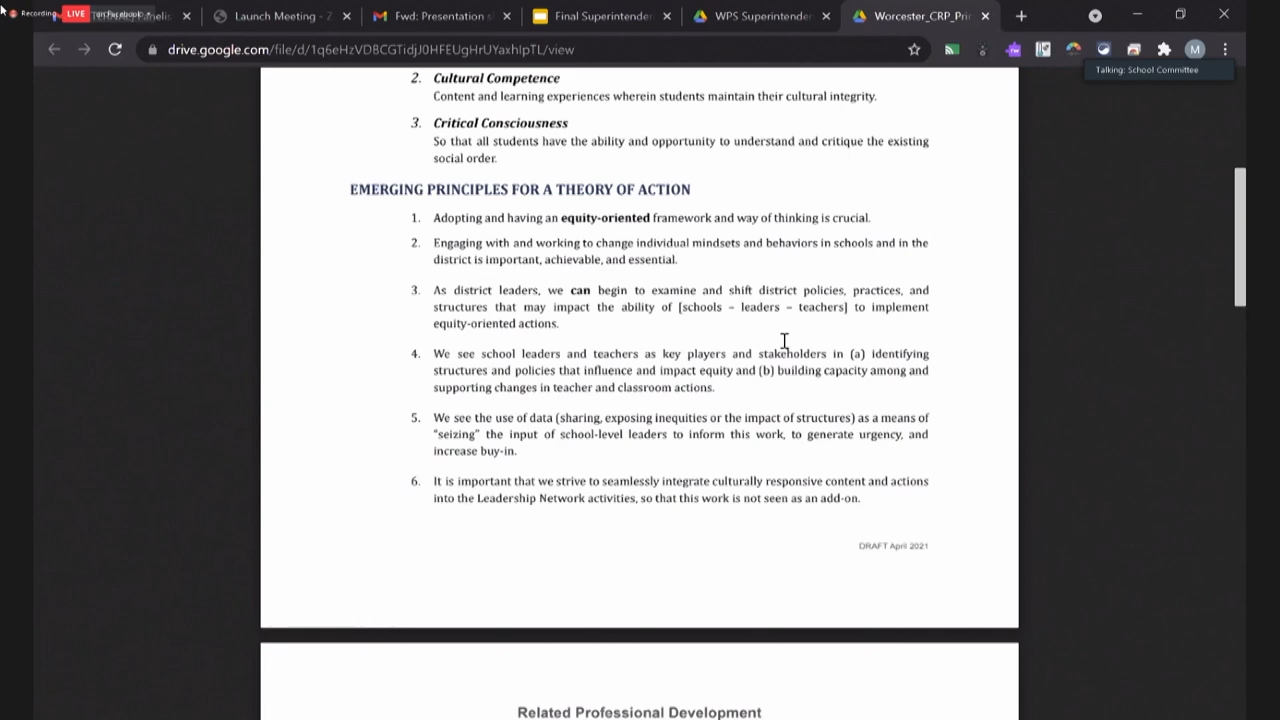 Recording
LIVE on Facebook
Launch Meeting - Z
Fwd: Presentation s
Final Superintender
WPS Superintender
Worcester_CRP_Pri
drive.google.com/file/d/1q6eHzVD8CGTidjJ0HFEUgHrUYaxhIpTL/view
M
Talking: School Committee
2. Cultural Competence
Content and learning experiences wherein students maintain their cultural integrity.
3. Critical Consciousness
So that all students have the ability and opportunity to understand and critique the existing
social order.
EMERGING PRINCIPLES FOR A THEORY OF ACTION
1. Adopting and having an equity-oriented framework and way of thinking is crucial.
2. Engaging with and working to change individual mindsets and behaviors in schools and in the
district is important, achievable, and essential.
3. As district leaders, we can begin to examine and shift district policies, practices, and
structures that may impact the ability of [schools – leaders – teachers] to implement
equity-oriented actions.
4. We see school leaders and teachers as key players and stakeholders in (a) identifying
structures and policies that influence and impact equity and (b) building capacity among and
supporting changes in teacher and classroom actions.
5. We see the use of data (sharing, exposing inequities or the impact of structures) as a means of
"seizing" the input of school-level leaders to inform this work, to generate urgency, and
increase buy-in.
6. It is important that we strive to seamlessly integrate culturally responsive content and actions
into the Leadership Network activities, so that this work is not seen as an add-on.
DRAFT April 2021
Related Professional Development